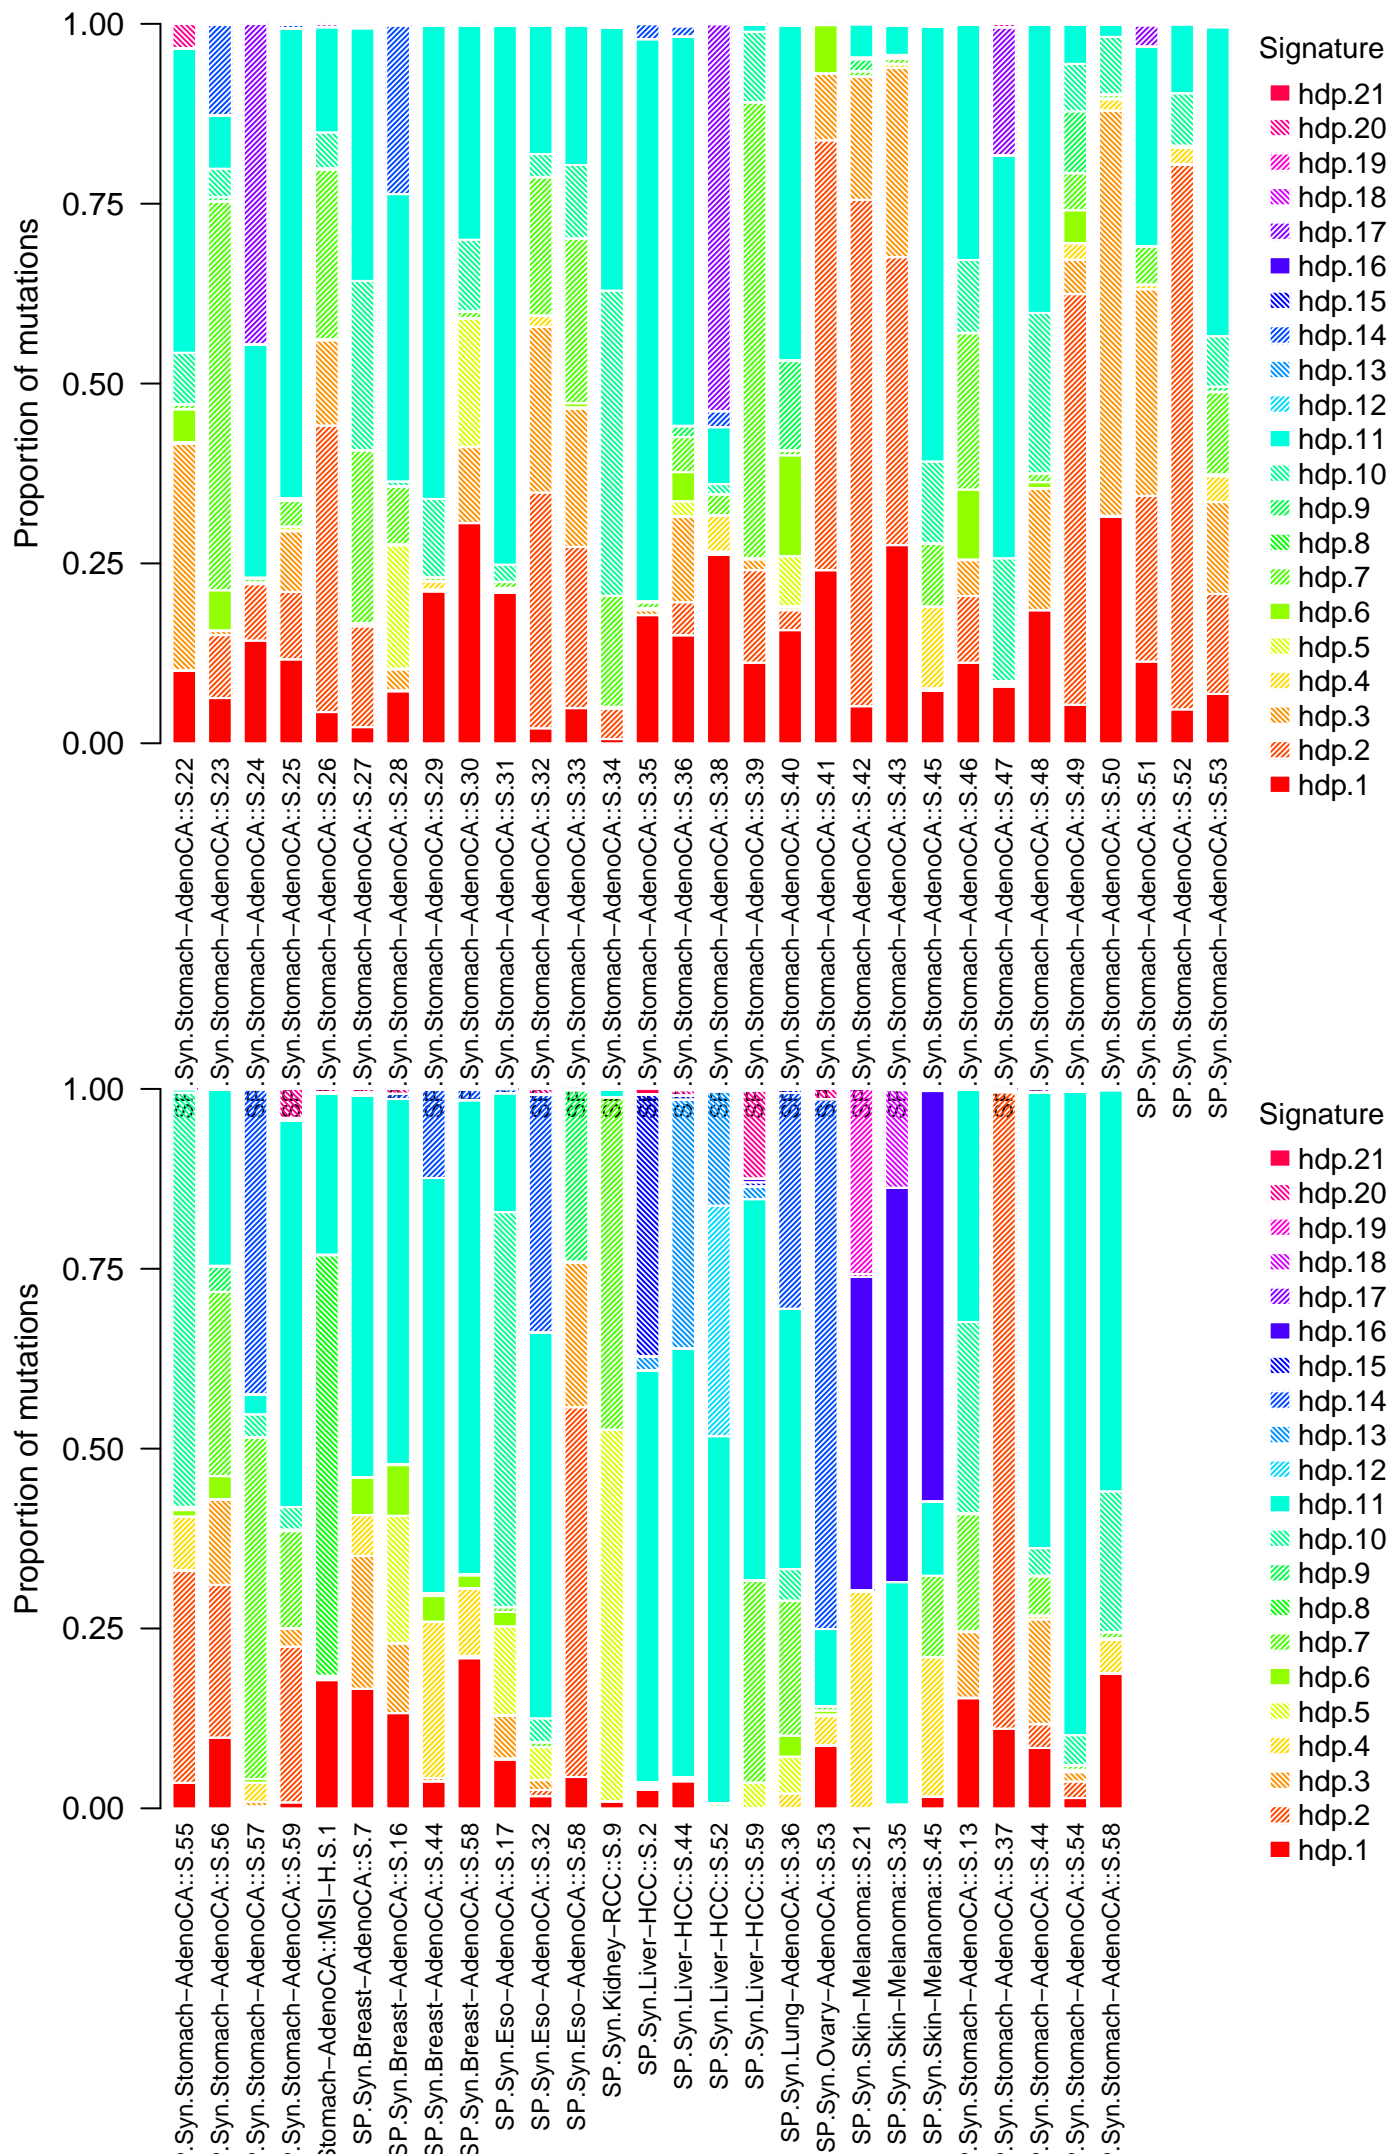 Proportion of mutations
1.00
0.75
0.50
0.25
0.00
.Syn.Stomach−AdenoCA::S.22
.Syn.Stomach−AdenoCA::S.23
.Syn.Stomach−AdenoCA::S.24
.Syn.Stomach−AdenoCA::S.25
.Syn.Stomach−AdenoCA::S.26
.Syn.Stomach−AdenoCA::S.27
.Syn.Stomach−AdenoCA::S.28
.Syn.Stomach−AdenoCA::S.29
.Syn.Stomach−AdenoCA::S.30
.Syn.Stomach−AdenoCA::S.31
.Syn.Stomach−AdenoCA::S.32
.Syn.Stomach−AdenoCA::S.33
.Syn.Stomach−AdenoCA::S.34
.Syn.Stomach−AdenoCA::S.35
.Syn.Stomach−AdenoCA::S.36
.Syn.Stomach−AdenoCA::S.38
.Syn.Stomach−AdenoCA::S.39
.Syn.Stomach−AdenoCA::S.40
.Syn.Stomach−AdenoCA::S.41
.Syn.Stomach−AdenoCA::S.42
.Syn.Stomach−AdenoCA::S.43
.Syn.Stomach−AdenoCA::S.45
.Syn.Stomach−AdenoCA::S.46
.Syn.Stomach−AdenoCA::S.47
.Syn.Stomach−AdenoCA::S.48
.Syn.Stomach−AdenoCA::S.49
.Syn.Stomach−AdenoCA::S.50
SP.Syn.Stomach−AdenoCA::S.51
SP.Syn.Stomach−AdenoCA::S.52
SP.Syn.Stomach−AdenoCA::S.53
Signature
hdp.21
hdp.20
hdp.19
hdp.18
hdp.17
hdp.16
hdp.15
hdp.14
hdp.13
hdp.12
hdp.11
hdp.10
hdp.9
hdp.8
hdp.7
hdp.6
hdp.5
hdp.4
hdp.3
hdp.2
hdp.1
Proportion of mutations
1.00
0.75
0.50
0.25
0.00
.Syn.Stomach−AdenoCA::S.55
.Syn.Stomach−AdenoCA::S.56
.Syn.Stomach−AdenoCA::S.57
.Syn.Stomach−AdenoCA::S.59
Stomach−AdenoCA::MSI−H.S.1
SP.Syn.Breast−AdenoCA::S.7
SP.Syn.Breast−AdenoCA::S.16
SP.Syn.Breast−AdenoCA::S.44
SP.Syn.Breast−AdenoCA::S.58
SP.Syn.Eso−AdenoCA::S.17
SP.Syn.Eso−AdenoCA::S.32
SP.Syn.Eso−AdenoCA::S.58
SP.Syn.Kidney−RCC::S.9
SP.Syn.Liver−HCC::S.2
SP.Syn.Liver−HCC::S.44
SP.Syn.Liver−HCC::S.52
SP.Syn.Liver−HCC::S.59
SP.Syn.Lung−AdenoCA::S.36
SP.Syn.Ovary−AdenoCA::S.53
SP.Syn.Skin−Melanoma::S.21
SP.Syn.Skin−Melanoma::S.35
SP.Syn.Skin−Melanoma::S.45
.Syn.Stomach−AdenoCA::S.13
.Syn.Stomach−AdenoCA::S.37
.Syn.Stomach−AdenoCA::S.44
.Syn.Stomach−AdenoCA::S.54
.Syn.Stomach−AdenoCA::S.58
Signature
hdp.21
hdp.20
hdp.19
hdp.18
hdp.17
hdp.16
hdp.15
hdp.14
hdp.13
hdp.12
hdp.11
hdp.10
hdp.9
hdp.8
hdp.7
hdp.6
hdp.5
hdp.4
hdp.3
hdp.2
hdp.1